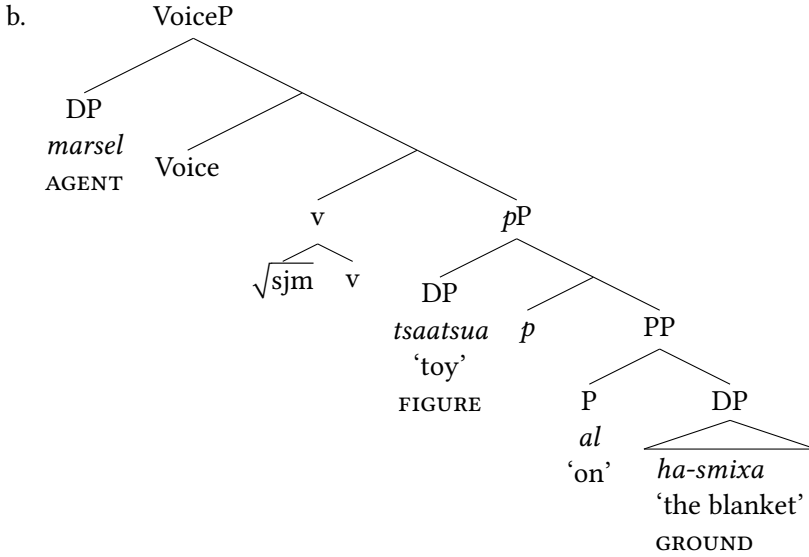 b.
VoiceP
DP
marsel
AGENT
Voice
v
√sjm
v
pP
DP
tsaatsua
‘toy’
FIGURE
p
PP
P
al
‘on’
DP
ha-smixa
‘the blanket’
GROUND